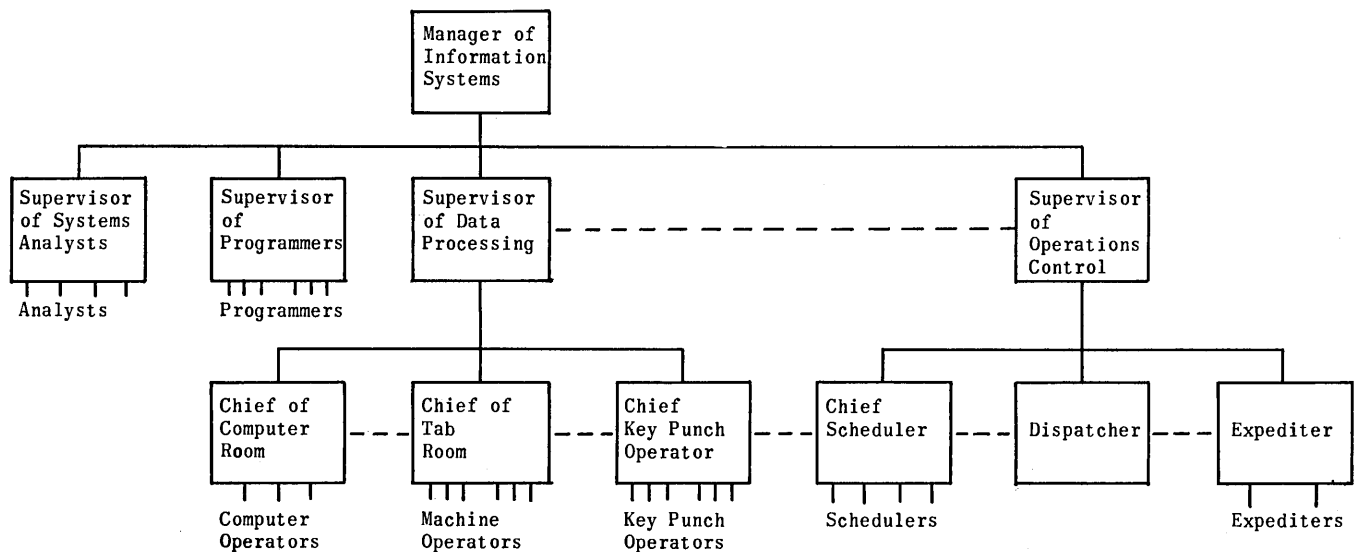 Manager of
Information
Systems
Supervisor
of Systems
Analysts
Supervisor
of
Programmers
Supervisor
of Data
Processing
Supervisor
of
Operations
Control
Analysts
Programmers
Chief of
Computer
Room
Chief of
Tab
Room
Chief
Key Punch
Operator
Chief
Scheduler
Dispatcher
Expediter
Computer
Operators
Machine
Operators
Key Punch
Operators
Schedulers
Expediters